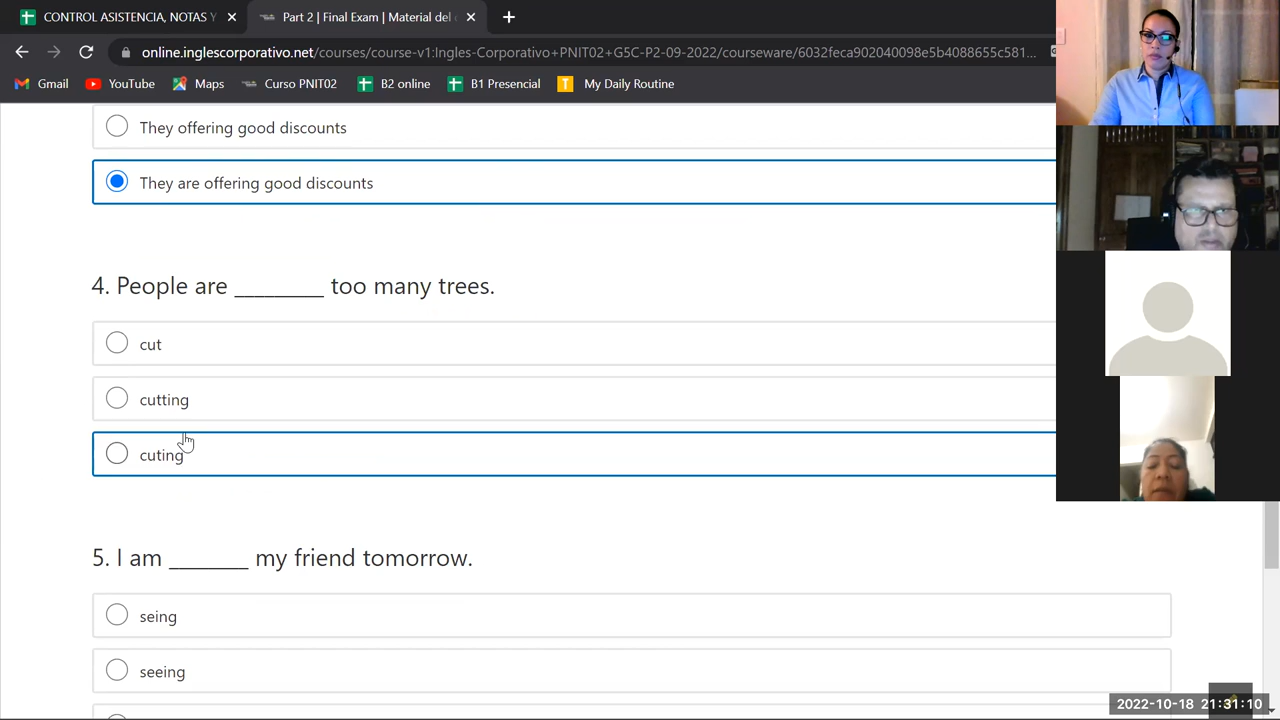 CONTROL ASISTENCIA, NOTAS Y
Part 2 | Final Exam | Material del
online.inglescorporativo.net/courses/course-v1:InglesCorporativo+PNIT02+G5C-P2-09-2022/courseware/6032feca902040098e5b4088655c581...
Gmail YouTube Maps Curso PNIT02 B2 online B1 Presencial My Daily Routine
They offering good discounts
They are offering good discounts
4. People are _________ too many trees.
cut
cutting
cuting
5. I am _______ my friend tomorrow.
seing
seeing
2022-10-18 21:31:10